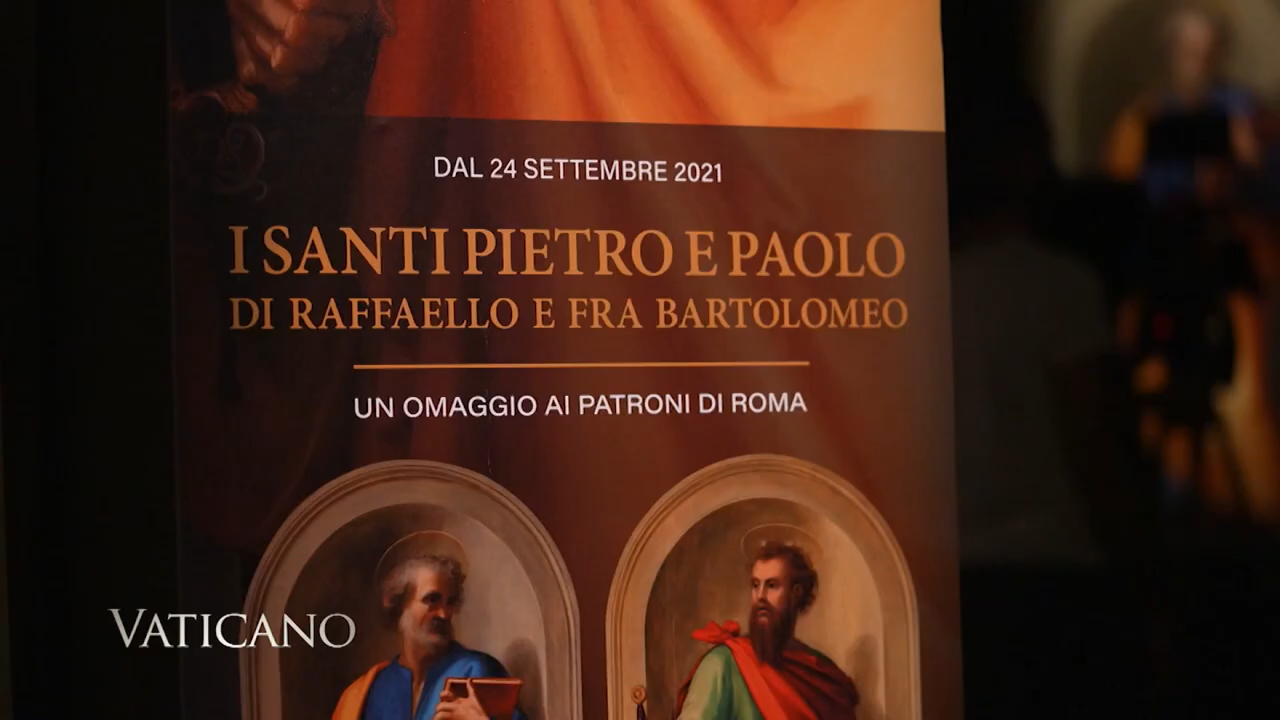 DAL 24 SETTEMBRE 2021
I SANTI PIETRO E PAOLO
DI RAFFAELLO E FRA BARTOLOMEO
UN OMAGGIO AI PATRONI DI ROMA
VATICANO